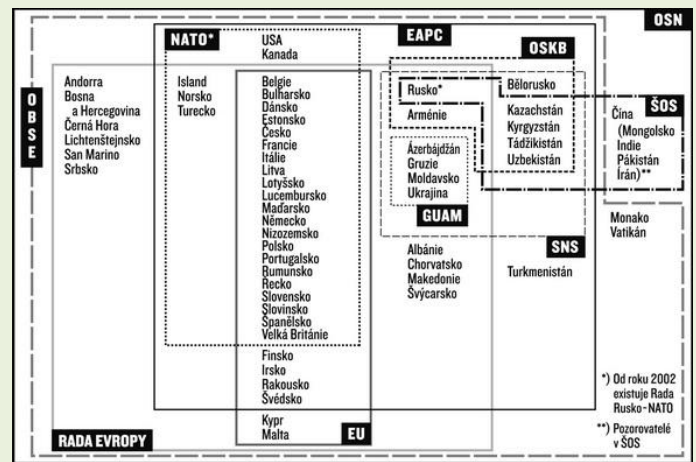 OSN
NATO*
EAPC
OSKB
USA
Kanada
OBSE
Andorra
Bosna
a Hercegovina
Černá Hora
Lichtenštejnsko
San Marino
Srbsko
Island
Norsko
Turecko
Belgie
Bulharsko
Dánsko
Estonsko
Česko
Francie
Itálie
Litva
Lotyšsko
Lucembursko
Maďarsko
Německo
Nizozemsko
Polsko
Portugalsko
Rumunsko
Řecko
Slovensko
Slovinsko
Španělsko
Velká Británie
Finsko
Irsko
Rakousko
Švédsko
Kypr
Malta
EU
RADA EVROPY
Rusko*
Arménie
Bělorusko
Kazachstán
Kyrgyzstán
Tádžikistán
Uzbekistán
ŠOS
Čína
(Mongolsko
Indie
Pákistán
Írán)**
Ázerbájdžán
Gruzie
Moldavsko
Ukrajina
GUAM
SNS
Monako
Vatikán
Albánie
Chorvatsko
Makedonie
Švýcarsko
Turkmenistán
*) Od roku 2002
existuje Rada
Rusko-NATO
**) Pozorovatelé
v ŠOS